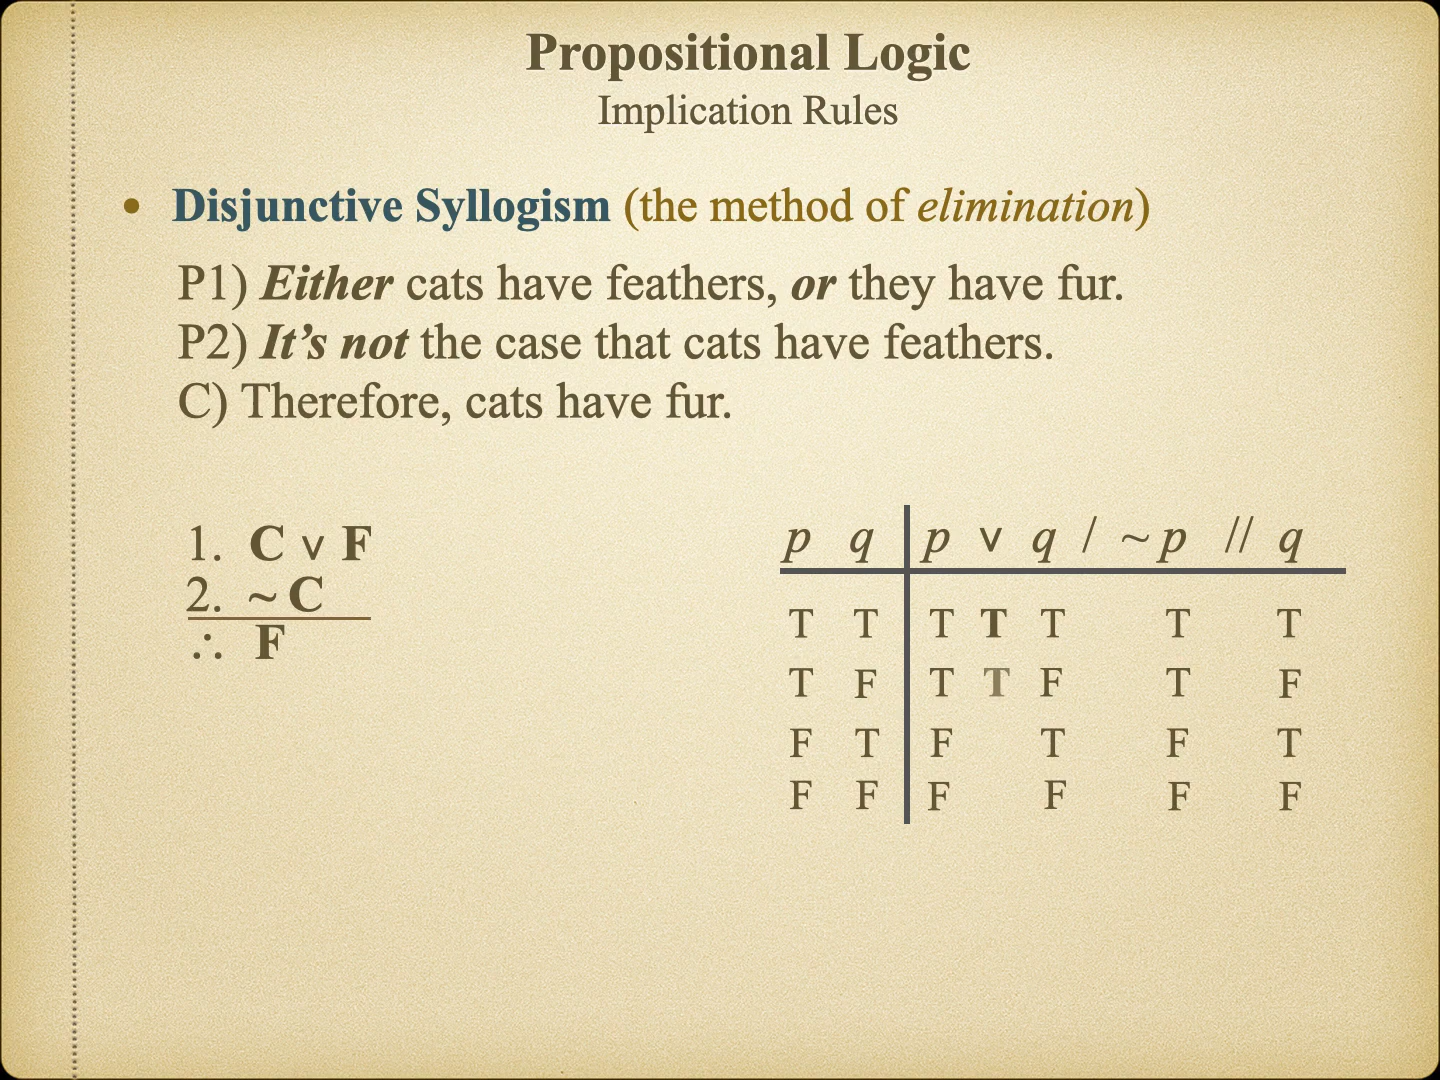 Propositional Logic
Implication Rules
• Disjunctive Syllogism (the method of elimination)
P1) Either cats have feathers, or they have fur.
P2) It’s not the case that cats have feathers.
C) Therefore, cats have fur.
1. C ∨ F
2. ~ C
∴ F
p q p ∨ q / ~ p // q
T T T T T T T
T F T T F T F
F T F T F T
F F F F F F